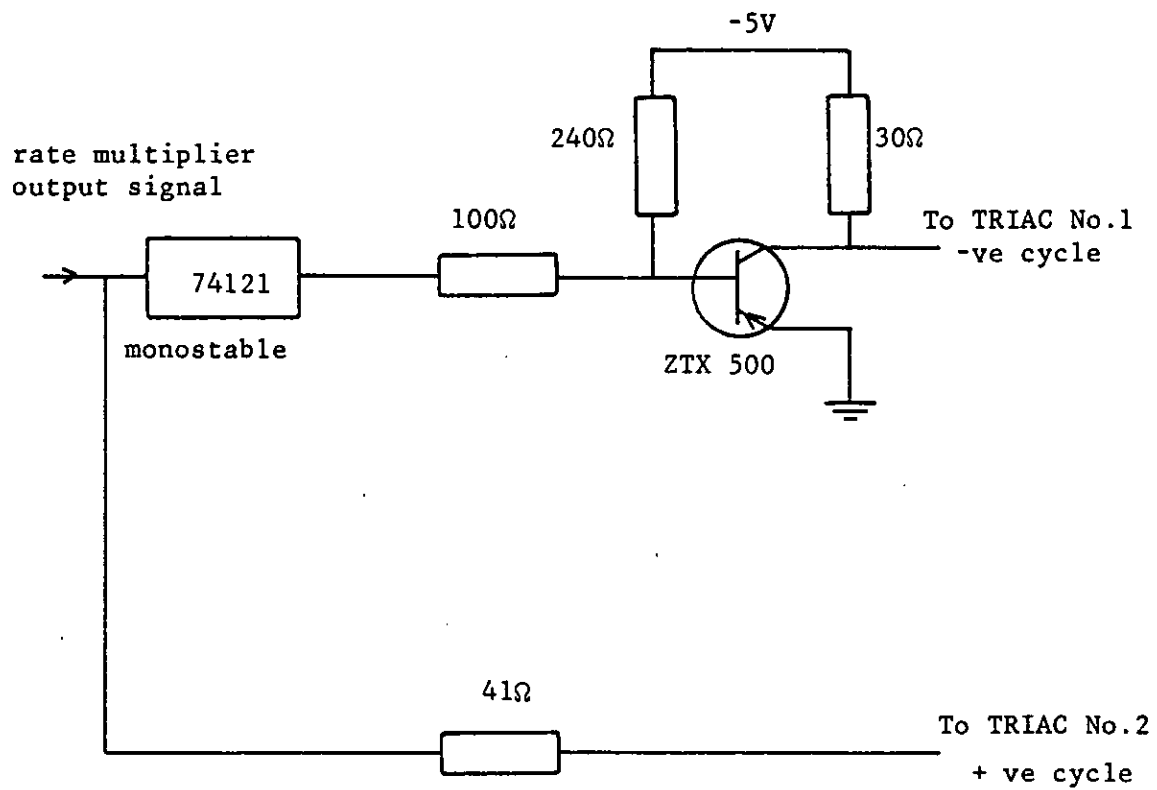 -5V
240Ω
30Ω
rate multiplier
output signal
100Ω
To TRIAC No.1
-ve cycle
74121
monostable
ZTX 500
41Ω
To TRIAC No.2
+ ve cycle